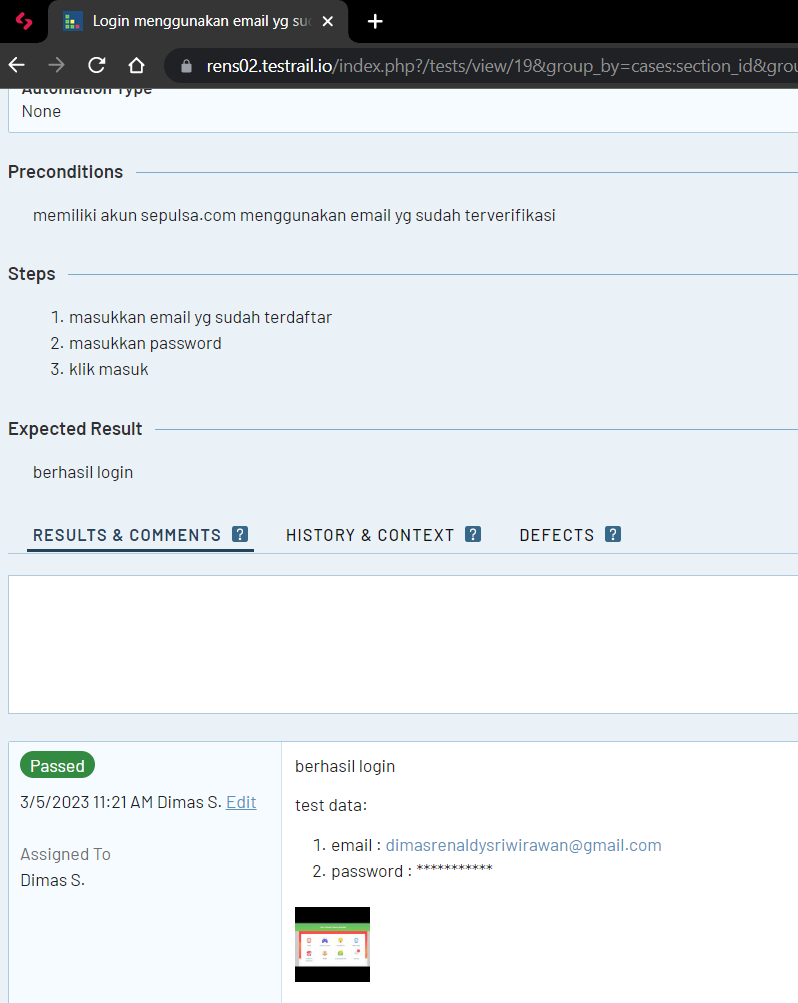 Login menggunakan email yg su
rens02.testrail.io/index.php?/tests/view/19&group_by=cases:section_id&grou
Automation Type
None
Preconditions
memiliki akun sepulsa.com menggunakan email yg sudah terverifikasi
Steps
1. masukkan email yg sudah terdaftar
2. masukkan password
3. klik masuk
Expected Result
berhasil login
RESULTS & COMMENTS ? HISTORY & CONTEXT ? DEFECTS ?
Passed
3/5/2023 11:21 AM Dimas S. Edit
Assigned To
Dimas S.
berhasil login
test data:
1. email : dimasrenaldysriwirawan@gmail.com
2. password : ***********